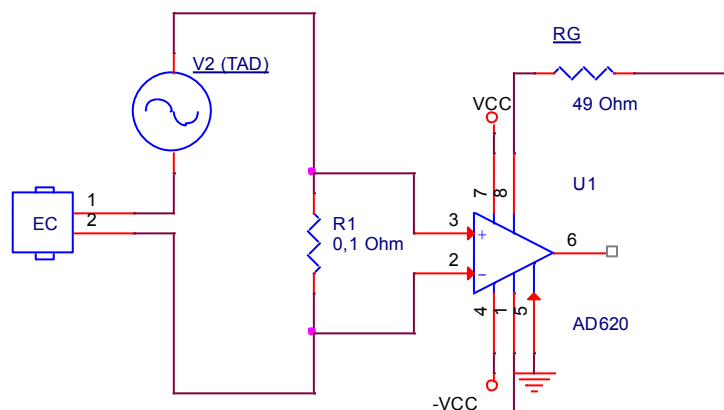 RG
V2 (TAD)
49 Ohm
VCC
7
8
U1
1
2
EC
R1
0,1 Ohm
3
+
6
2
−
4
1
5
AD620
-VCC